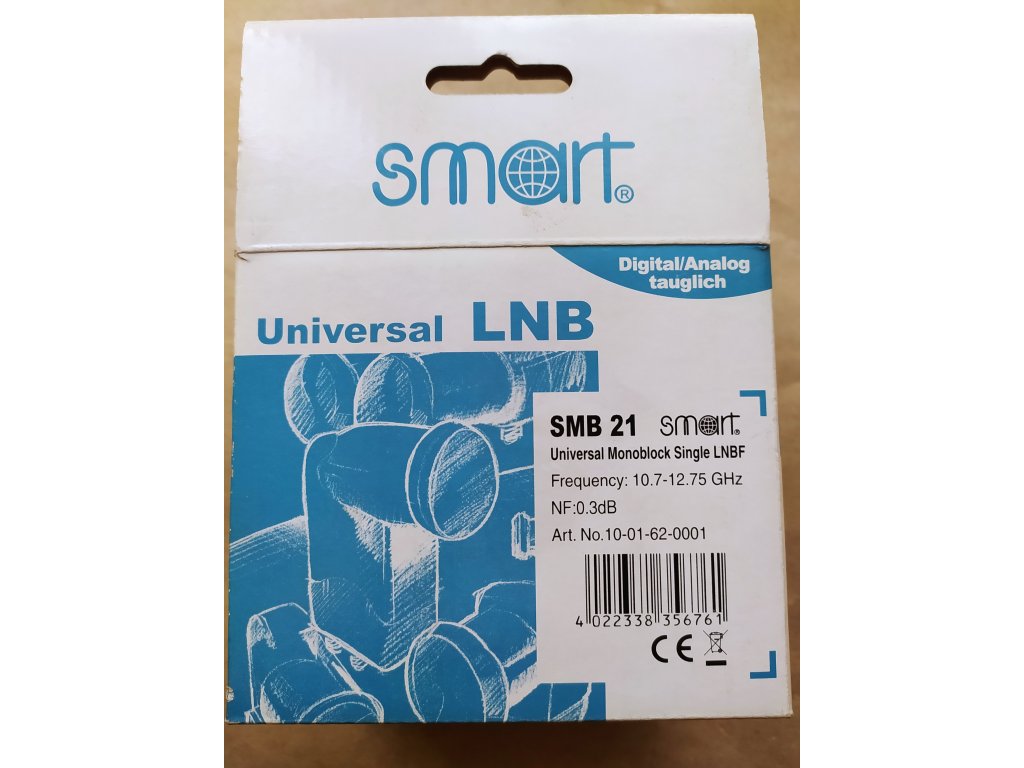 smart®
Digital/Analog
tauglich
Universal LNB
SMB 21 smart®
Universal Monoblock Single LNBF
Frequency: 10.7-12.75 GHz
NF:0.3dB
Art. No.10-01-62-0001
4 022338 356761
CE